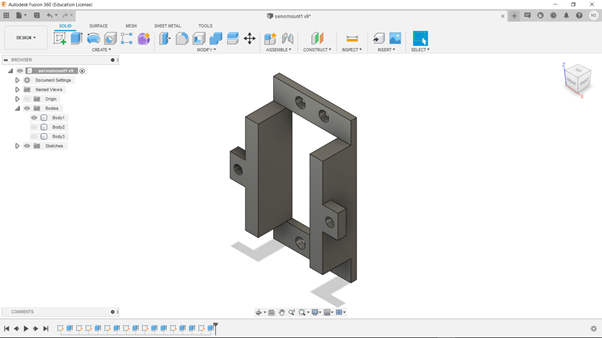 Autodesk Fusion 360 (Education License)
servomount1 v8*
SOLID SURFACE MESH SHEET METAL PLASTIC TOOLS
DESIGN
CREATE MODIFY ASSEMBLE CONSTRUCT INSPECT INSERT SELECT
BROWSER
servomount1 v8
Document Settings
Named Views
Origin
Bodies
Body1
Body2
Body3
Sketches
COMMENTS